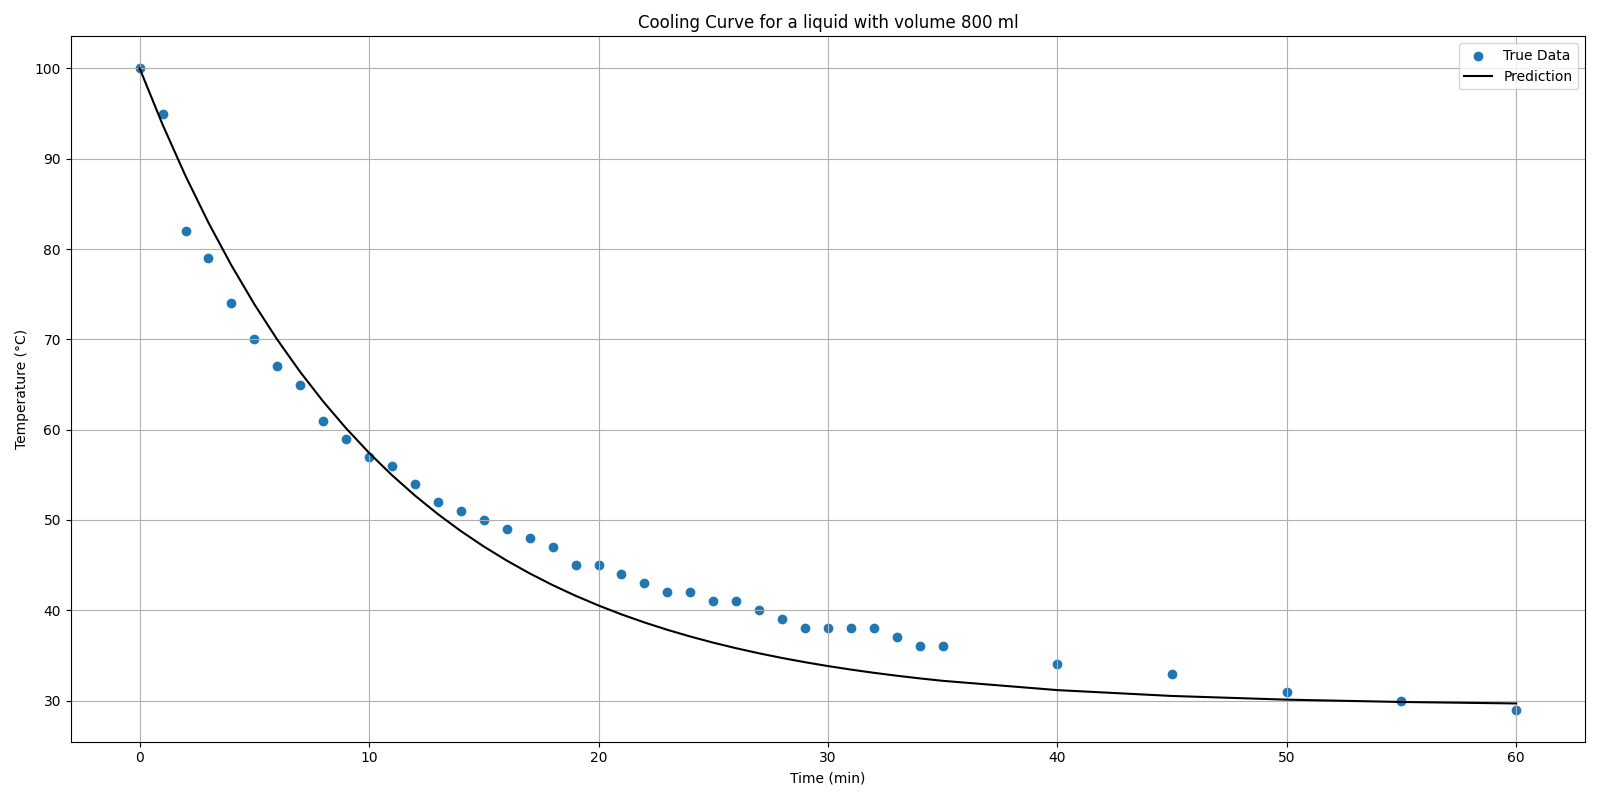 Cooling Curve for a liquid with volume 800 ml
True Data
Prediction
Temperature (°C)
100
90
80
70
60
50
40
30
0 10 20 30 40 50 60
Time (min)